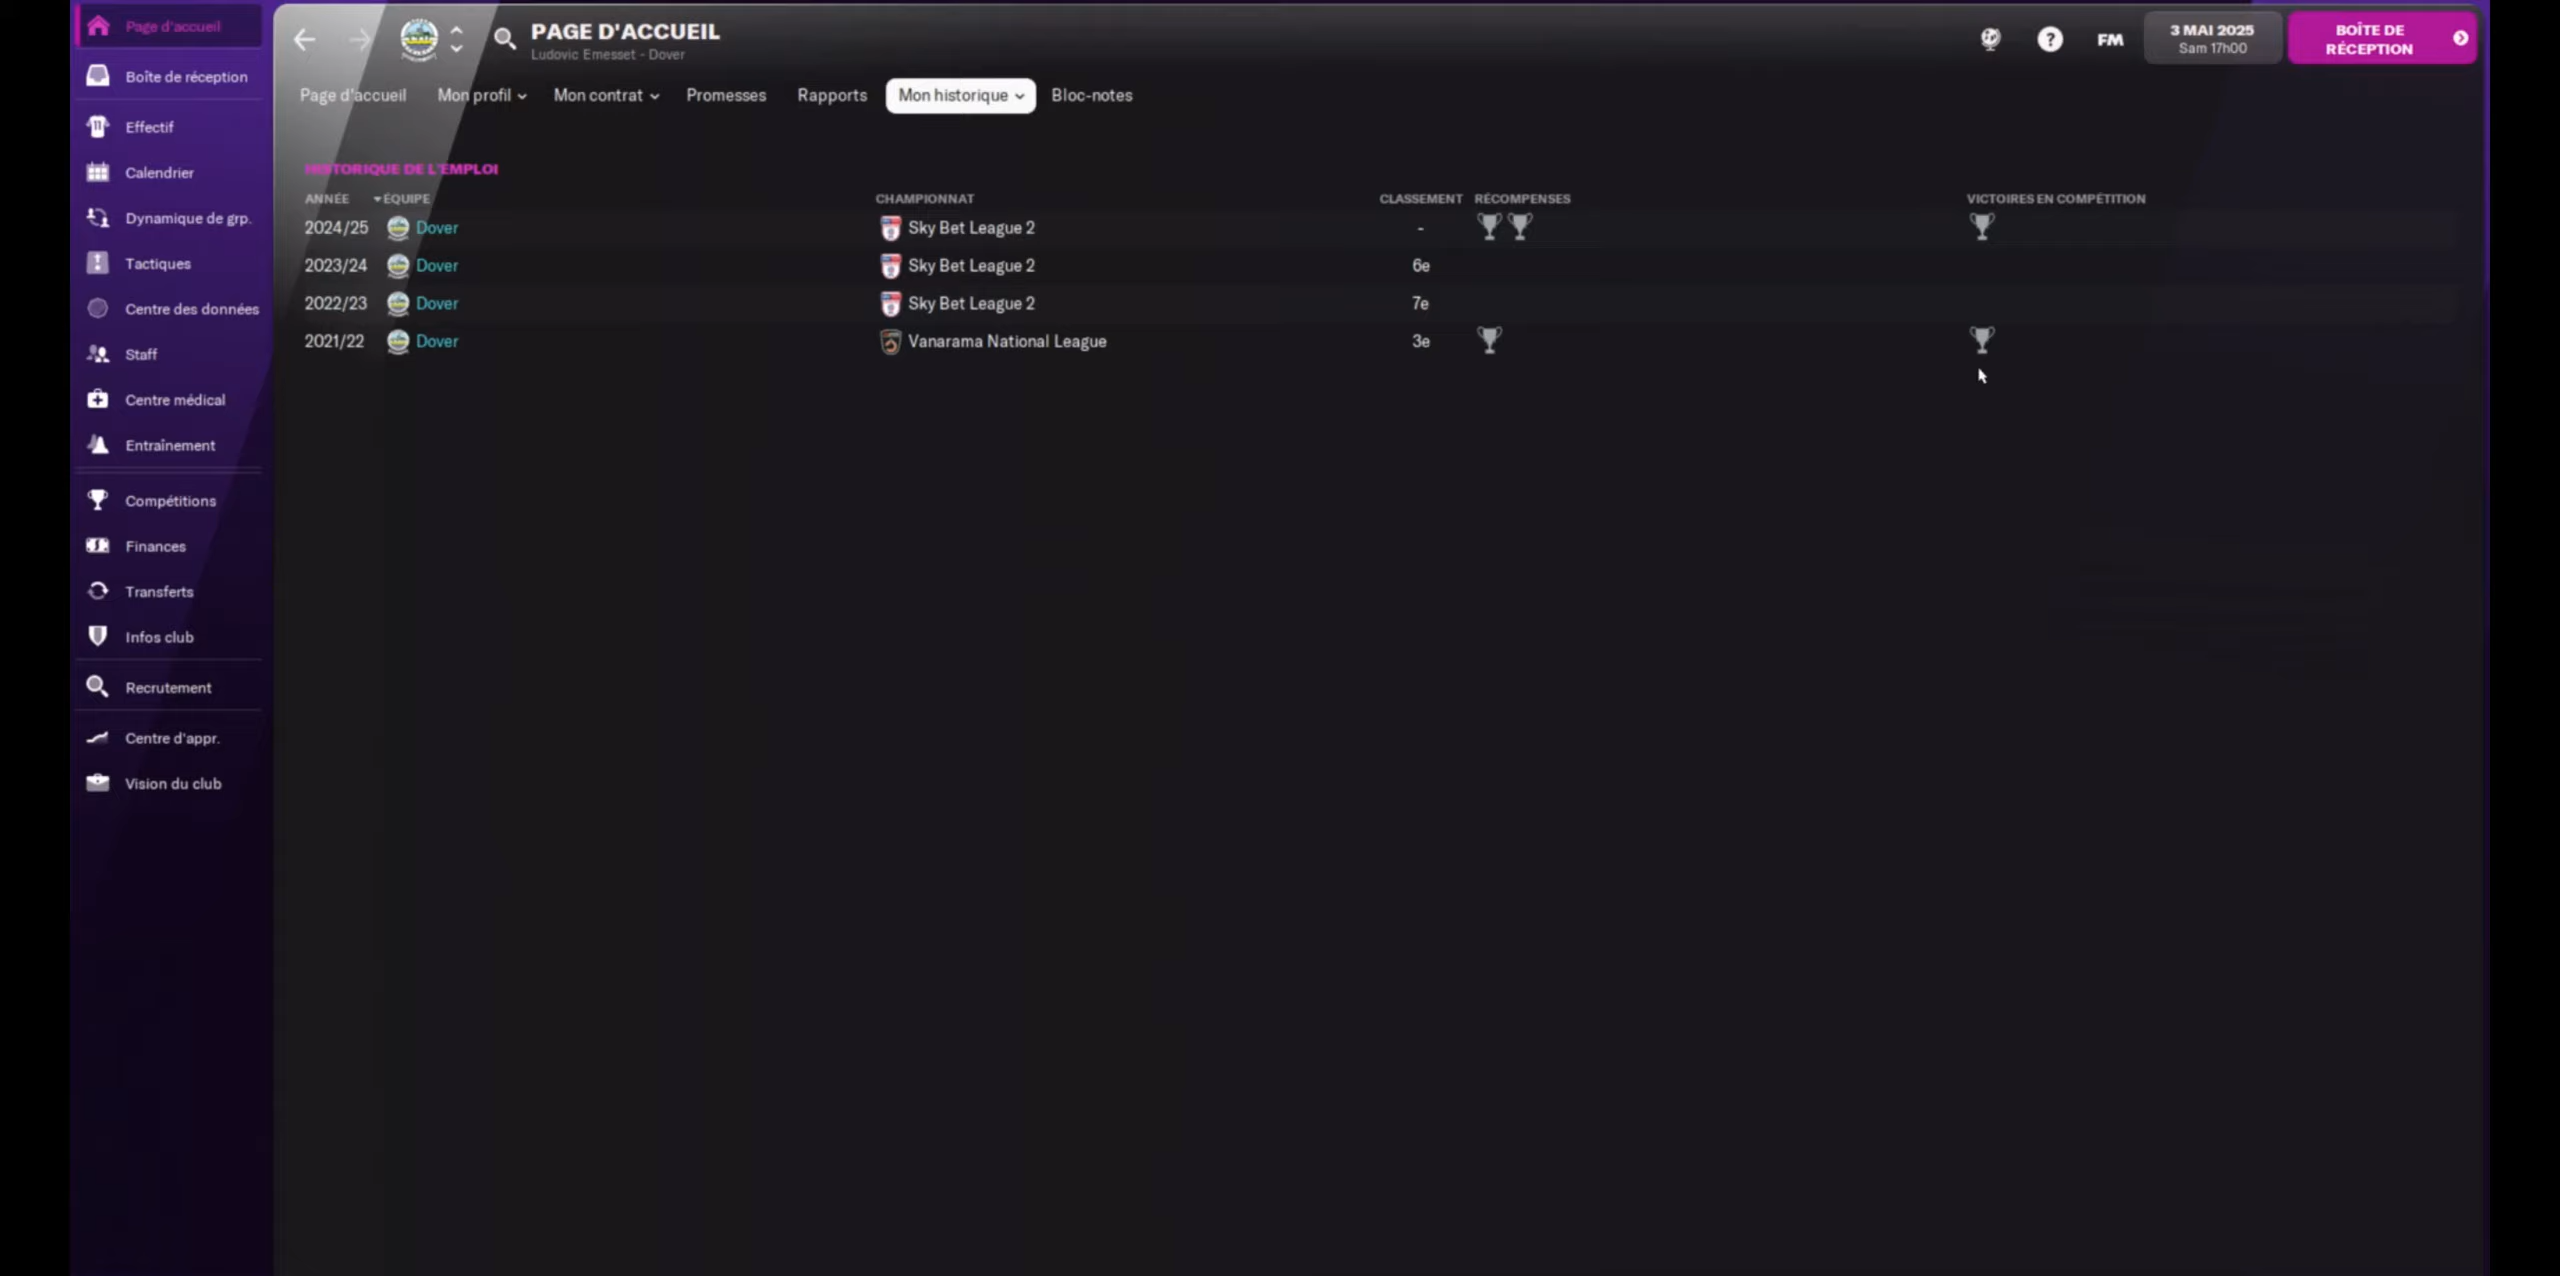 Page d'accueil
Boîte de réception
Effectif
Calendrier
Dynamique de grp.
Tactiques
Centre des données
Staff
Centre médical
Entraînement
Compétitions
Finances
Transferts
Infos club
Recrutement
Centre d'appr.
Vision du club
PAGE D'ACCUEIL
Ludovic Emesset - Dover
FM
3 MAI 2025
Sam 17h00
BOÎTE DE
RÉCEPTION
Page d'accueil Mon profil Mon contrat Promesses Rapports Mon historique Bloc-notes
HISTORIQUE DE L'EMPLOI
ANNÉE ÉQUIPE CHAMPIONNAT CLASSEMENT RÉCOMPENSES VICTOIRES EN COMPÉTITION
2024/25 Dover Sky Bet League 2 -
2023/24 Dover Sky Bet League 2 6e
2022/23 Dover Sky Bet League 2 7e
2021/22 Dover Vanarama National League 3e